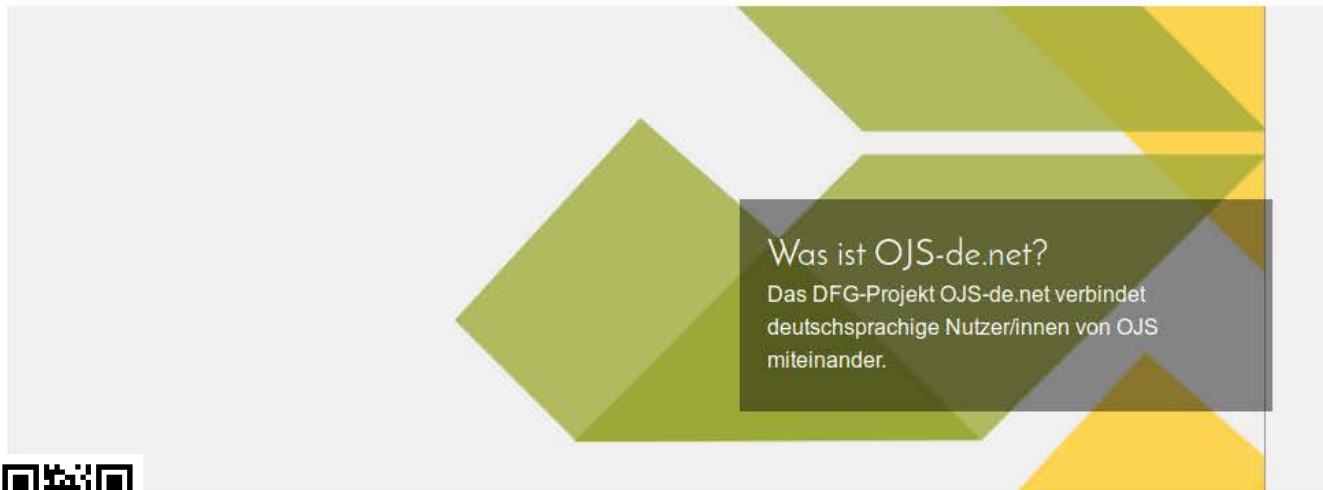 Was ist OJS-de.net?
Das DFG-Projekt OJS-de.net verbindet
deutschsprachige Nutzer/innen von OJS
miteinander.